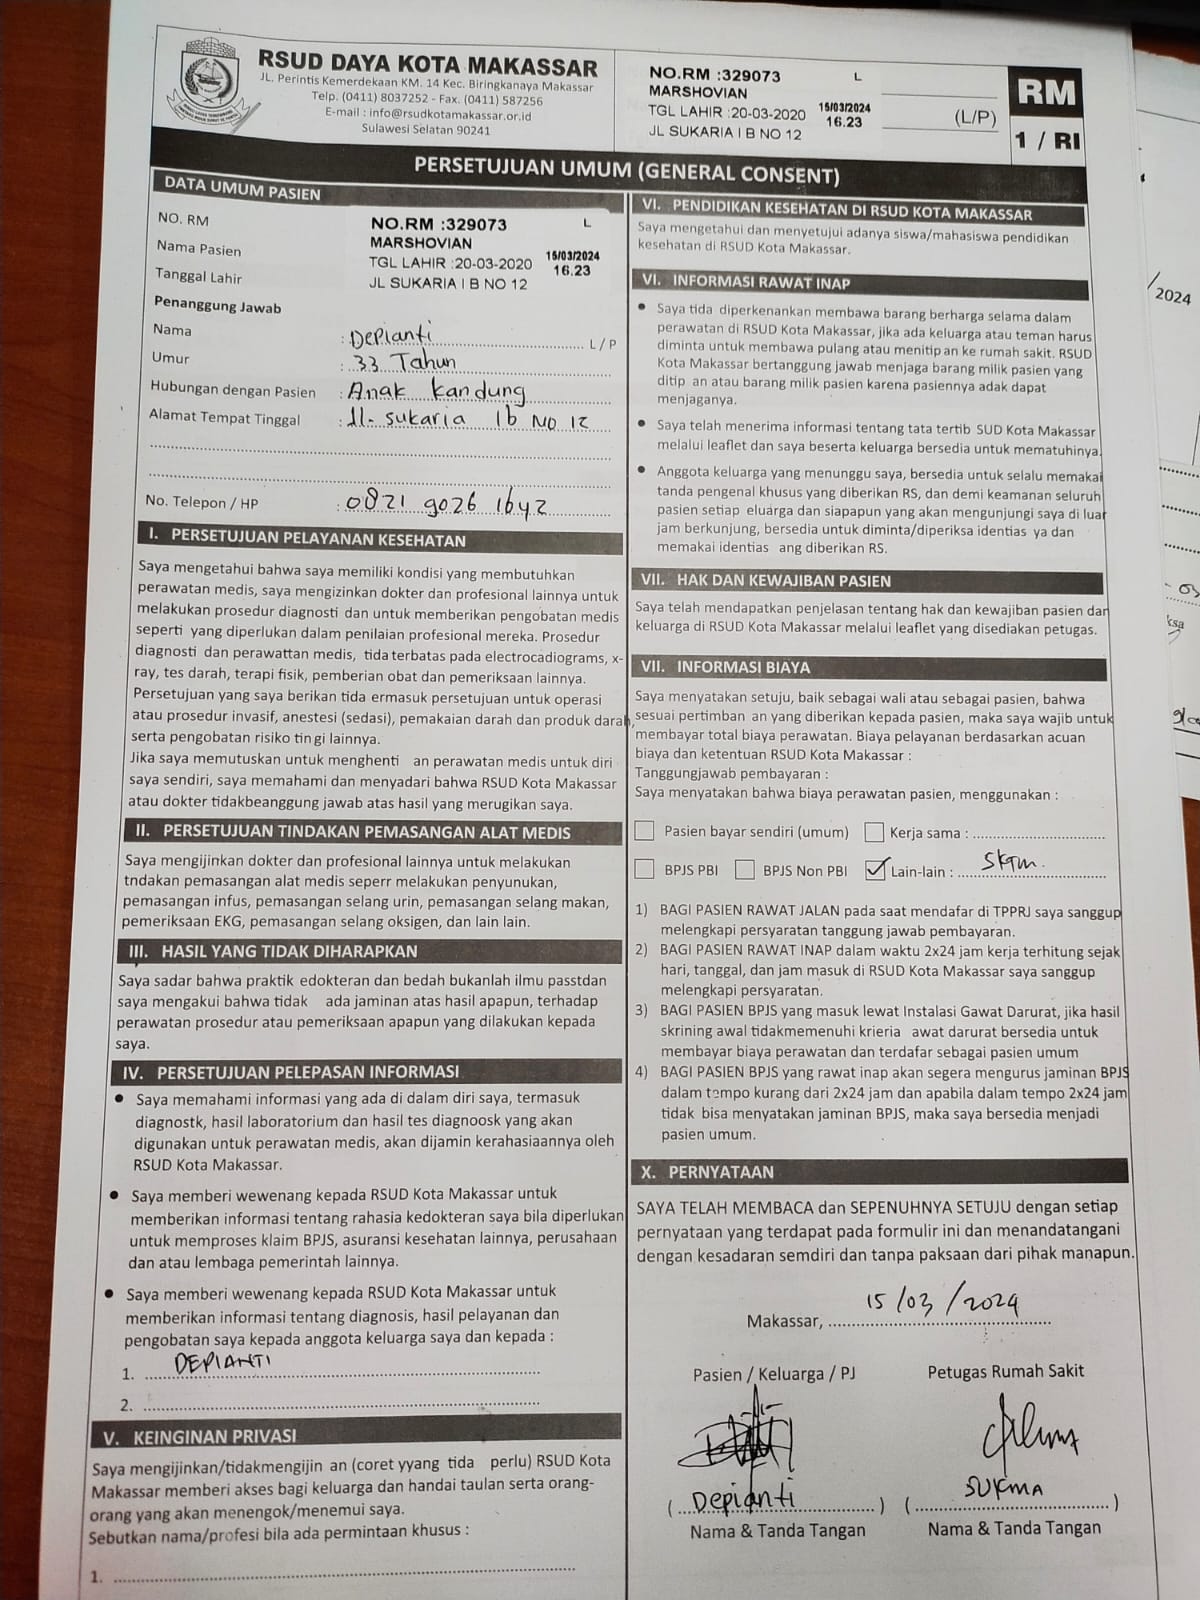 RSUD DAYA KOTA MAKASSAR
JL. Perintis Kemerdekaan KM. 14 Kec. Biringkanaya Makassar
Telp. (0411) 8037252 - Fax. (0411) 587256
E-mail : info@rsudkotamakassar.or.id
Sulawesi Selatan 90241
NO.RM :329073 L
MARSHOVIAN
TGL LAHIR :20-03-2020 15/03/2024
16.23
JL SUKARIA I B NO 12
(L/P)
RM
1 / RI
PERSETUJUAN UMUM (GENERAL CONSENT)
DATA UMUM PASIEN
NO. RM
Nama Pasien
Tanggal Lahir
NO.RM :329073 L
MARSHOVIAN
TGL LAHIR :20-03-2020 15/03/2024
16.23
JL SUKARIA I B NO 12
Penanggung Jawab
Nama : Depianti L / P
Umur : 33 Tahun
Hubungan dengan Pasien : Anak kandung
Alamat Tempat Tinggal : Jl. sukaria 1b No 12
No. Telepon / HP : 0821 9026 1642
I. PERSETUJUAN PELAYANAN KESEHATAN
Saya mengetahui bahwa saya memiliki kondisi yang membutuhkan
perawatan medis, saya mengizinkan dokter dan profesional lainnya untuk
melakukan prosedur diagnosti dan untuk memberikan pengobatan medis
seperti yang diperlukan dalam penilaian profesional mereka. Prosedur
diagnosti dan perawattan medis, tida terbatas pada electrocadiograms, x-
ray, tes darah, terapi fisik, pemberian obat dan pemeriksaan lainnya.
Persetujuan yang saya berikan tida ermasuk persetujuan untuk operasi
atau prosedur invasif, anestesi (sedasi), pemakaian darah dan produk darah,
serta pengobatan risiko tin gi lainnya.
Jika saya memutuskan untuk menghenti an perawatan medis untuk diri
saya sendiri, saya memahami dan menyadari bahwa RSUD Kota Makassar
atau dokter tidakbeanggung jawab atas hasil yang merugikan saya.
II. PERSETUJUAN TINDAKAN PEMASANGAN ALAT MEDIS
Saya mengijinkan dokter dan profesional lainnya untuk melakukan
tndakan pemasangan alat medis seperr melakukan penyunukan,
pemasangan infus, pemasangan selang urin, pemasangan selang makan,
pemeriksaan EKG, pemasangan selang oksigen, dan lain lain.
III. HASIL YANG TIDAK DIHARAPKAN
Saya sadar bahwa praktik edokteran dan bedah bukanlah ilmu passtdan
saya mengakui bahwa tidak ada jaminan atas hasil apapun, terhadap
perawatan prosedur atau pemeriksaan apapun yang dilakukan kepada
saya.
IV. PERSETUJUAN PELEPASAN INFORMASI
• Saya memahami informasi yang ada di dalam diri saya, termasuk
diagnostk, hasil laboratorium dan hasil tes diagnoosk yang akan
digunakan untuk perawatan medis, akan dijamin kerahasiaannya oleh
RSUD Kota Makassar.
• Saya memberi wewenang kepada RSUD Kota Makassar untuk
memberikan informasi tentang rahasia kedokteran saya bila diperlukan
untuk memproses klaim BPJS, asuransi kesehatan lainnya, perusahaan
dan atau lembaga pemerintah lainnya.
• Saya memberi wewenang kepada RSUD Kota Makassar untuk
memberikan informasi tentang diagnosis, hasil pelayanan dan
pengobatan saya kepada anggota keluarga saya dan kepada :
1. DEPIANTI
2.
V. KEINGINAN PRIVASI
Saya mengijinkan/tidakmengijin an (coret yyang tida perlu) RSUD Kota
Makassar memberi akses bagi keluarga dan handai taulan serta orang-
orang yang akan menengok/menemui saya.
Sebutkan nama/profesi bila ada permintaan khusus :
1.
VI. PENDIDIKAN KESEHATAN DI RSUD KOTA MAKASSAR
Saya mengetahui dan menyetujui adanya siswa/mahasiswa pendidikan
kesehatan di RSUD Kota Makassar.
VI. INFORMASI RAWAT INAP
• Saya tida diperkenankan membawa barang berharga selama dalam
perawatan di RSUD Kota Makassar, jika ada keluarga atau teman harus
diminta untuk membawa pulang atau menitip an ke rumah sakit. RSUD
Kota Makassar bertanggung jawab menjaga barang milik pasien yang
ditip an atau barang milik pasien karena pasiennya adak dapat
menjaganya.
• Saya telah menerima informasi tentang tata tertib SUD Kota Makassar
melalui leaflet dan saya beserta keluarga bersedia untuk mematuhinya
• Anggota keluarga yang menunggu saya, bersedia untuk selalu memakai
tanda pengenal khusus yang diberikan RS, dan demi keamanan seluruh
pasien setiap eluarga dan siapapun yang akan mengunjungi saya di luar
jam berkunjung, bersedia untuk diminta/diperiksa identias ya dan
memakai identias ang diberikan RS.
VII. HAK DAN KEWAJIBAN PASIEN
Saya telah mendapatkan penjelasan tentang hak dan kewajiban pasien dan
keluarga di RSUD Kota Makassar melalui leaflet yang disediakan petugas.
VII. INFORMASI BIAYA
Saya menyatakan setuju, baik sebagai wali atau sebagai pasien, bahwa
sesuai pertimban an yang diberikan kepada pasien, maka saya wajib untuk
membayar total biaya perawatan. Biaya pelayanan berdasarkan acuan
biaya dan ketentuan RSUD Kota Makassar :
Tanggungjawab pembayaran :
Saya menyatakan bahwa biaya perawatan pasien, menggunakan :
Pasien bayar sendiri (umum) Kerja sama :
BPJS PBI BPJS Non PBI Lain-lain : SKTM.
1) BAGI PASIEN RAWAT JALAN pada saat mendafar di TPPRJ saya sanggup
melengkapi persyaratan tanggung jawab pembayaran.
2) BAGI PASIEN RAWAT INAP dalam waktu 2x24 jam kerja terhitung sejak
hari, tanggal, dan jam masuk di RSUD Kota Makassar saya sanggup
melengkapi persyaratan.
3) BAGI PASIEN BPJS yang masuk lewat Instalasi Gawat Darurat, jika hasil
skrining awal tidakmemenuhi krieria awat darurat bersedia untuk
membayar biaya perawatan dan terdafar sebagai pasien umum
4) BAGI PASIEN BPJS yang rawat inap akan segera mengurus jaminan BPJS
dalam tempo kurang dari 2x24 jam dan apabila dalam tempo 2x24 jam
tidak bisa menyatakan jaminan BPJS, maka saya bersedia menjadi
pasien umum.
X. PERNYATAAN
SAYA TELAH MEMBACA dan SEPENUHNYA SETUJU dengan setiap
pernyataan yang terdapat pada formulir ini dan menandatangani
dengan kesadaran semdiri dan tanpa paksaan dari pihak manapun.
Makassar, 15/03/2024
Pasien / Keluarga / PJ Petugas Rumah Sakit
( Depianti ) ( SUKMA )
Nama & Tanda Tangan Nama & Tanda Tangan
/2024
ksa